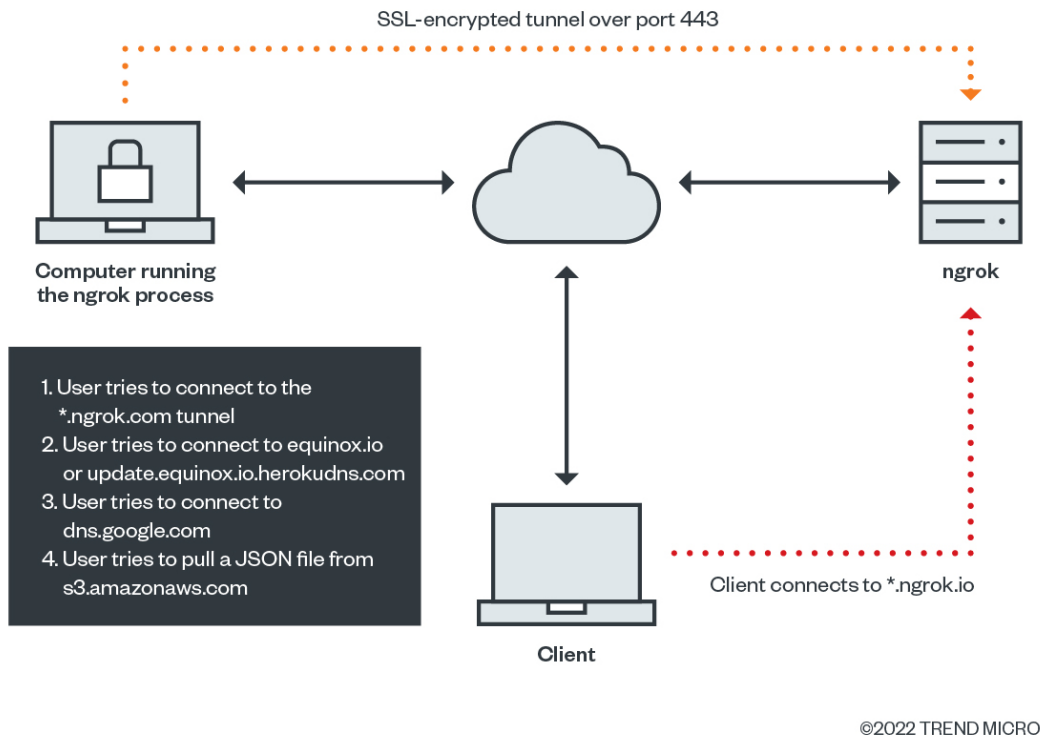 SSL-encrypted tunnel over port 443
Computer running
the ngrok process
ngrok
1. User tries to connect to the
*.ngrok.com tunnel
2. User tries to connect to equinox.io
or update.equinox.io.herokudns.com
3. User tries to connect to
dns.google.com
4. User tries to pull a JSON file from
s3.amazonaws.com
Client connects to *.ngrok.io
Client
©2022 TREND MICRO